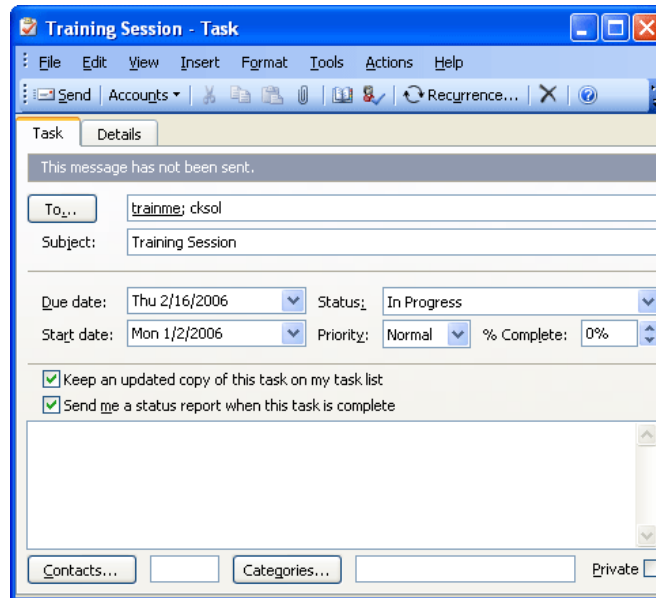 Training Session - Task
File Edit View Insert Format Tools Actions Help
Send Accounts Recurrence...
Task Details
This message has not been sent.
To... trainme; cksol
Subject: Training Session
Due date: Thu 2/16/2006 Status: In Progress
Start date: Mon 1/2/2006 Priority: Normal % Complete: 0%
Keep an updated copy of this task on my task list
Send me a status report when this task is complete
Contacts... Categories... Private